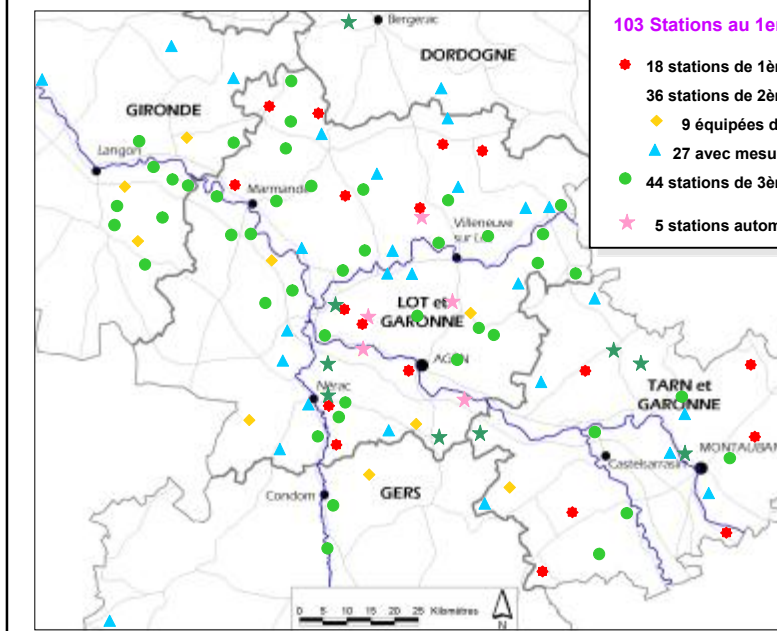 103 Stations au 1e
18 stations de 1èr
36 stations de 2èr
9 équipées d
27 avec mesu
44 stations de 3èr
5 stations autom
Bergerac
DORDOGNE
GIRONDE
Langon
Marmande
Villeneuve
sur L
LOT et
GARONNE
AGEN
Nérac
TARN et
GARONNE
MONTAUBAN
Castelsarrasin
Condom
GERS
0 5 10 15 20 25 Kilomètres
N